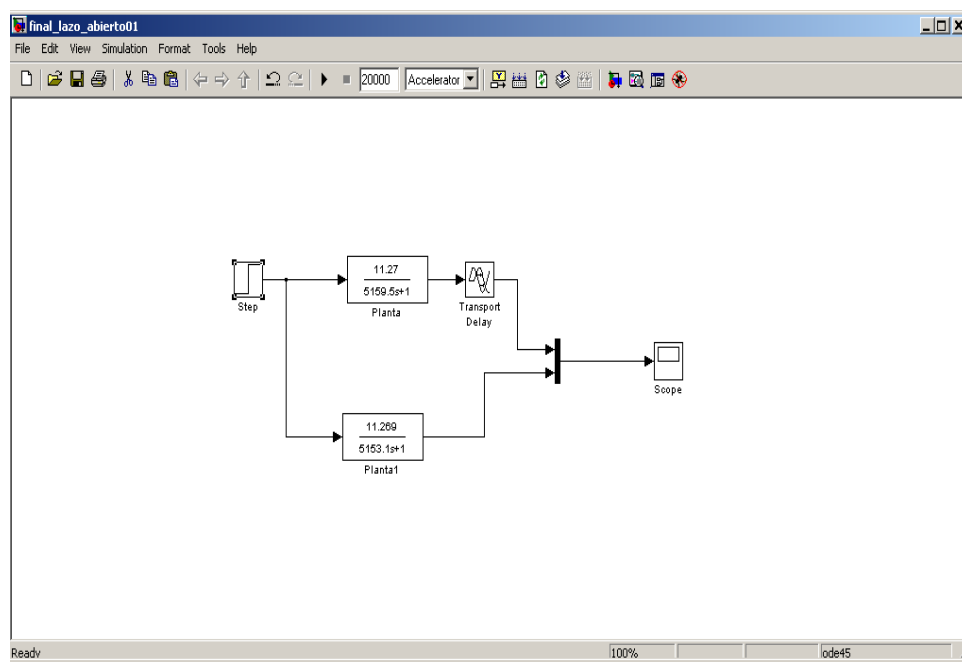 final_lazo_abierto01
File Edit View Simulation Format Tools Help
20000 Accelerator
11.27
5159.5s+1
Planta
Step
Transport
Delay
Scope
11.269
5153.1s+1
Planta1
Ready 100% ode45